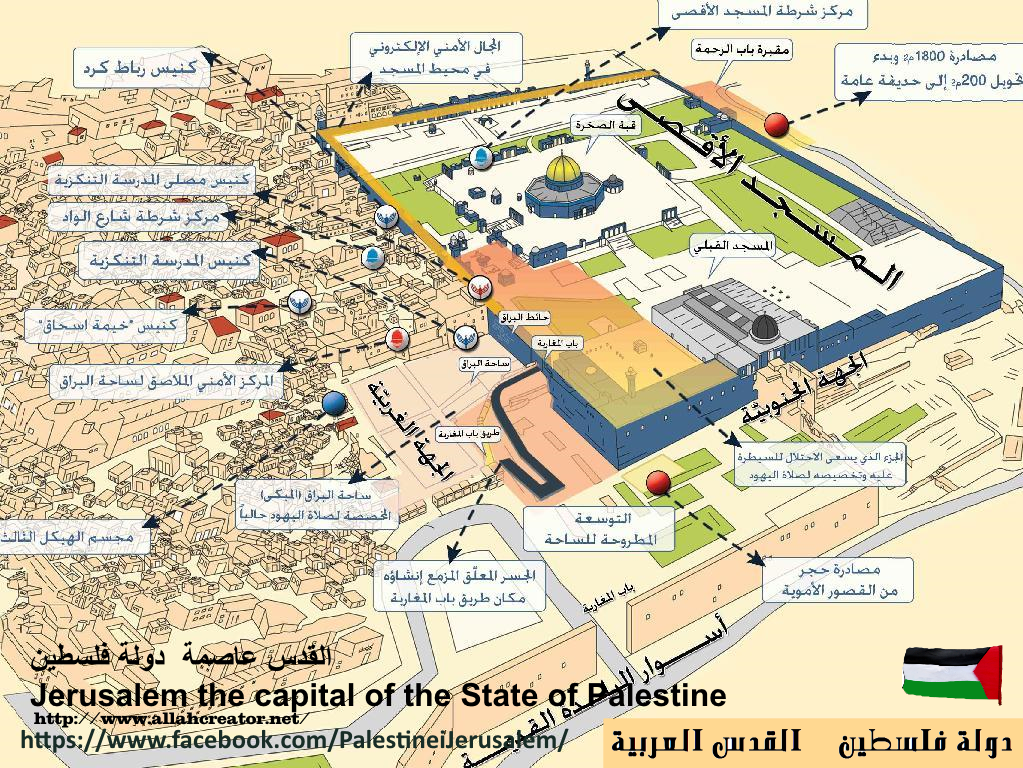 مركز شرطة المسجد الأقصى
مقبرة باب الرحمة
مصادرة 1800م2 وبدء
تحويل 200م2 إلى حديقة عامة
المجال الأمني الإلكتروني
في محيط المسجد
كنيس رباط كرد
قبة الصخرة
المسجد الأقصى
كنيس مصلى المدرسة التنكزية
مركز شرطة شارع الواد
كنيس المدرسة التنكزية
المسجد القبلي
كنيس "خيمة اسحاق"
حائط البراق
باب المغاربة
ساحة البراق
المركز الأمني الملاصق لساحة البراق
الجهة الجنوبية
الجهة الغربية
طريق باب المغاربة
الجزء الذي يسعى الاحتلال للسيطرة
عليه وتخصيصه لصلاة اليهود
ساحة البراق (المبكى)
المخصصة لصلاة اليهود حالياً
مجسم الهيكل الثالث
التوسعة
المطروحة للساحة
الجسر المعلّق المزمع إنشاؤه
مكان طريق باب المغاربة
مصادرة حجر
من القصور الأموية
باب المغاربة
أسوار البلدة القديمة
القدس عاصمة دولة فلسطين
Jerusalem the capital of the State of Palestine
http://www.allahcreator.net/
https://www.facebook.com/PalestineiJerusalem/
دولة فلسطين القدس العربية